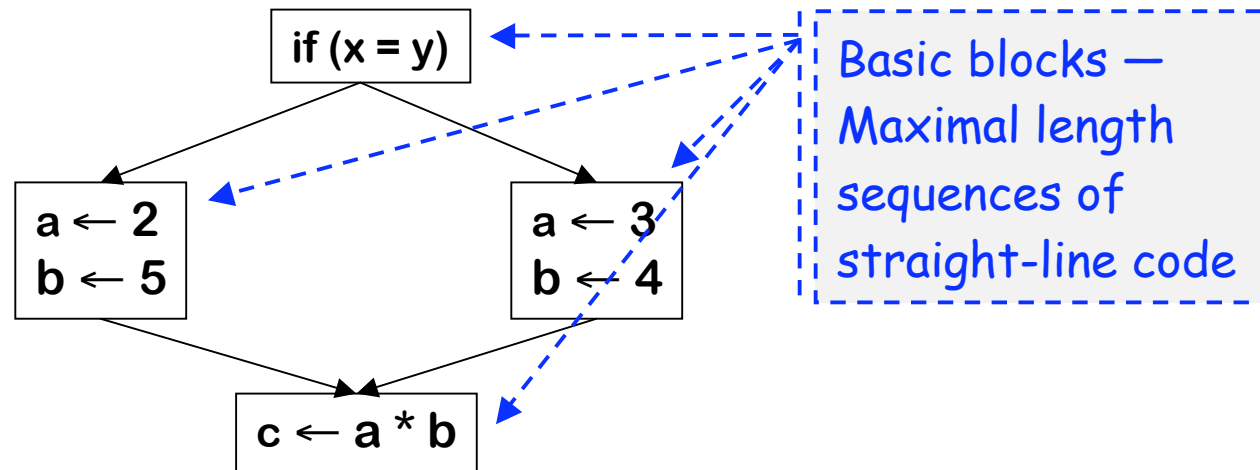 if (x = y)
Basic blocks —
Maximal length
sequences of
straight-line code
a ← 2
b ← 5
a ← 3
b ← 4
c ← a * b